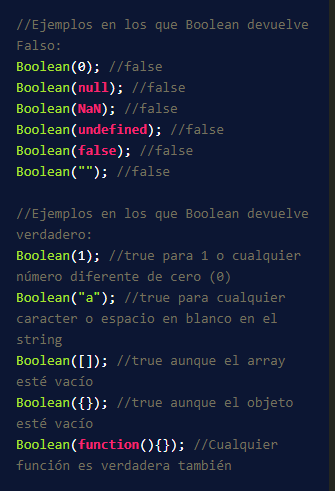 //Ejemplos en los que Boolean devuelve
Falso:
Boolean(0); //false
Boolean(null); //false
Boolean(NaN); //false
Boolean(undefined); //false
Boolean(false); //false
Boolean(""); //false

//Ejemplos en los que Boolean devuelve
verdadero:
Boolean(1); //true para 1 o cualquier
número diferente de cero (0)
Boolean("a"); //true para cualquier
caracter o espacio en blanco en el
string
Boolean([]); //true aunque el array
esté vacío
Boolean({}); //true aunque el objeto
esté vacío
Boolean(function(){}); //Cualquier
función es verdadera también